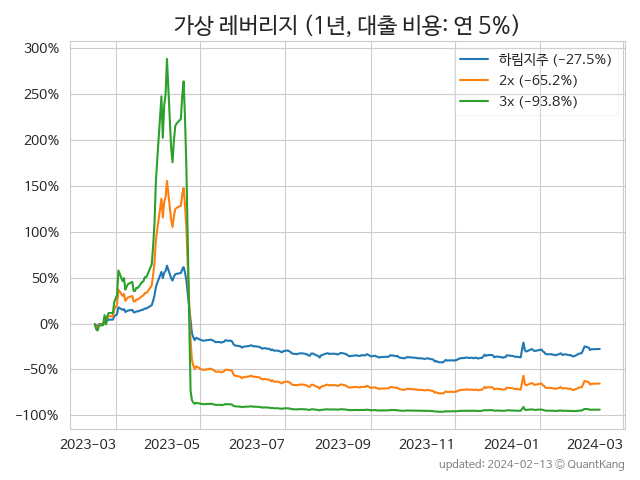 가상 레버리지 (1년, 대출 비용: 연 5%)
300%
250%
200%
150%
100%
50%
0%
−50%
−100%
하림지주 (-27.5%)
2x (-65.2%)
3x (-93.8%)
2023-03 2023-05 2023-07 2023-09 2023-11 2024-01 2024-03
updated: 2024-02-13 © QuantKang